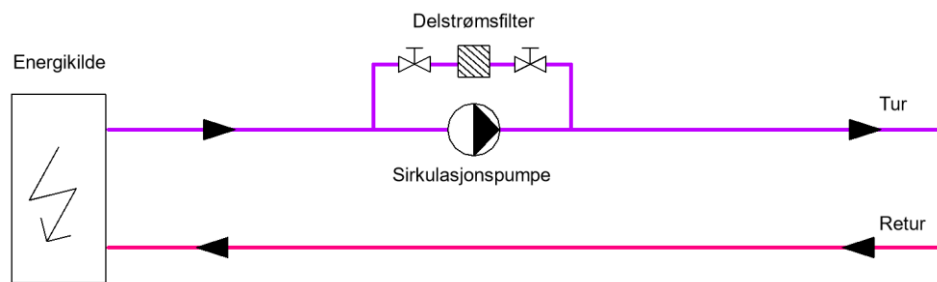 Delstrømsfilter
Energikilde
Tur
Sirkulasjonspumpe
Retur